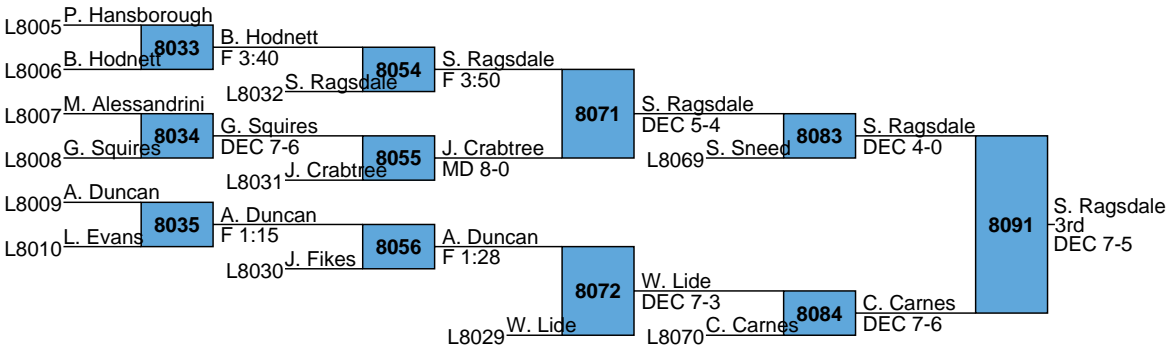 L8005 P. Hansborough
8033
L8006 B. Hodnett
B. Hodnett
F 3:40
8054
L8032 S. Ragsdale
S. Ragsdale
F 3:50
L8007 M. Alessandrini
8034
L8008 G. Squires
G. Squires
DEC 7-6
8055
L8031 J. Crabtree
J. Crabtree
MD 8-0
8071
S. Ragsdale
DEC 5-4
8083
L8069 S. Sneed
S. Ragsdale
DEC 4-0
L8009 A. Duncan
8035
L8010 L. Evans
A. Duncan
F 1:15
8056
L8030 J. Fikes
A. Duncan
F 1:28
8072
L8029 W. Lide
W. Lide
DEC 7-3
8084
L8070 C. Carnes
C. Carnes
DEC 7-6
8091
S. Ragsdale
3rd
DEC 7-5